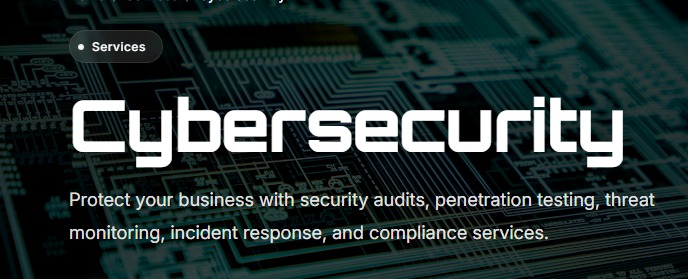 Services
Cybersecurity
Protect your business with security audits, penetration testing, threat
monitoring, incident response, and compliance services.